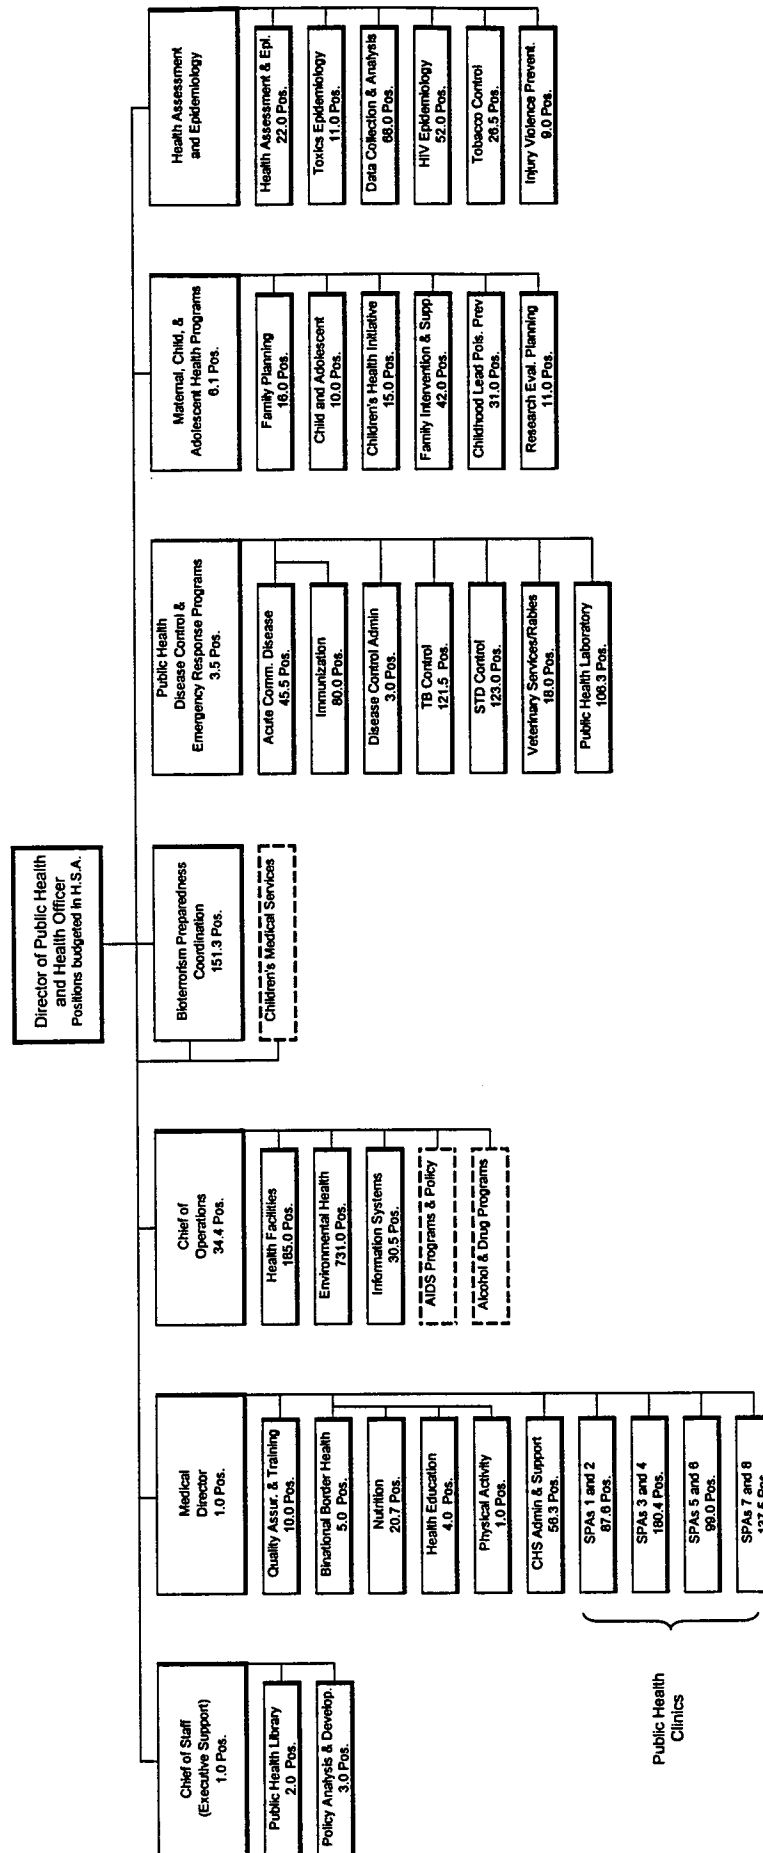 Director of Public Health
and Health Officer
Positions budgeted in H.S.A.
Chief of Staff
(Executive Support)
1.0 Pos.
Public Health Library
2.0 Pos.
Policy Analysis & Develop.
3.0 Pos.
Medical
Director
1.0 Pos.
Quality Assur. & Training
10.0 Pos.
Binational Border Health
5.0 Pos.
Nutrition
20.7 Pos.
Health Education
4.0 Pos.
Physical Activity
1.0 Pos.
CHS Admin & Support
56.3 Pos.
Public Health
Clinics
SPAs 1 and 2
87.6 Pos.
SPAs 3 and 4
180.4 Pos.
SPAs 5 and 6
99.0 Pos.
SPAs 7 and 8
137.5 Pos.
Chief of
Operations
34.4 Pos.
Health Facilities
185.0 Pos.
Environmental Health
731.0 Pos.
Information Systems
30.5 Pos.
AIDS Programs & Policy
Alcohol & Drug Programs
Bioterrorism Preparedness
Coordination
151.3 Pos.
Children's Medical Services
Public Health
Disease Control &
Emergency Response Programs
3.5 Pos.
Acute Comm. Disease
45.5 Pos.
Immunization
80.0 Pos.
Disease Control Admin
3.0 Pos.
TB Control
121.5 Pos.
STD Control
123.0 Pos.
Veterinary Services/Rabies
18.0 Pos.
Public Health Laboratory
106.3 Pos.
Maternal, Child, &
Adolescent Health Programs
6.1 Pos.
Family Planning
16.0 Pos.
Child and Adolescent
10.0 Pos.
Children's Health Initiative
15.0 Pos.
Family Intervention & Supp.
42.0 Pos.
Childhood Lead Pois. Prev.
31.0 Pos.
Research Eval. Planning
11.0 Pos.
Health Assessment
and Epidemiology
Health Assessment & Epi.
22.0 Pos.
Toxics Epidemiology
11.0 Pos.
Data Collection & Analysis
68.0 Pos.
HIV Epidemiology
52.0 Pos.
Tobacco Control
26.5 Pos.
Injury Violence Prevent.
9.0 Pos.